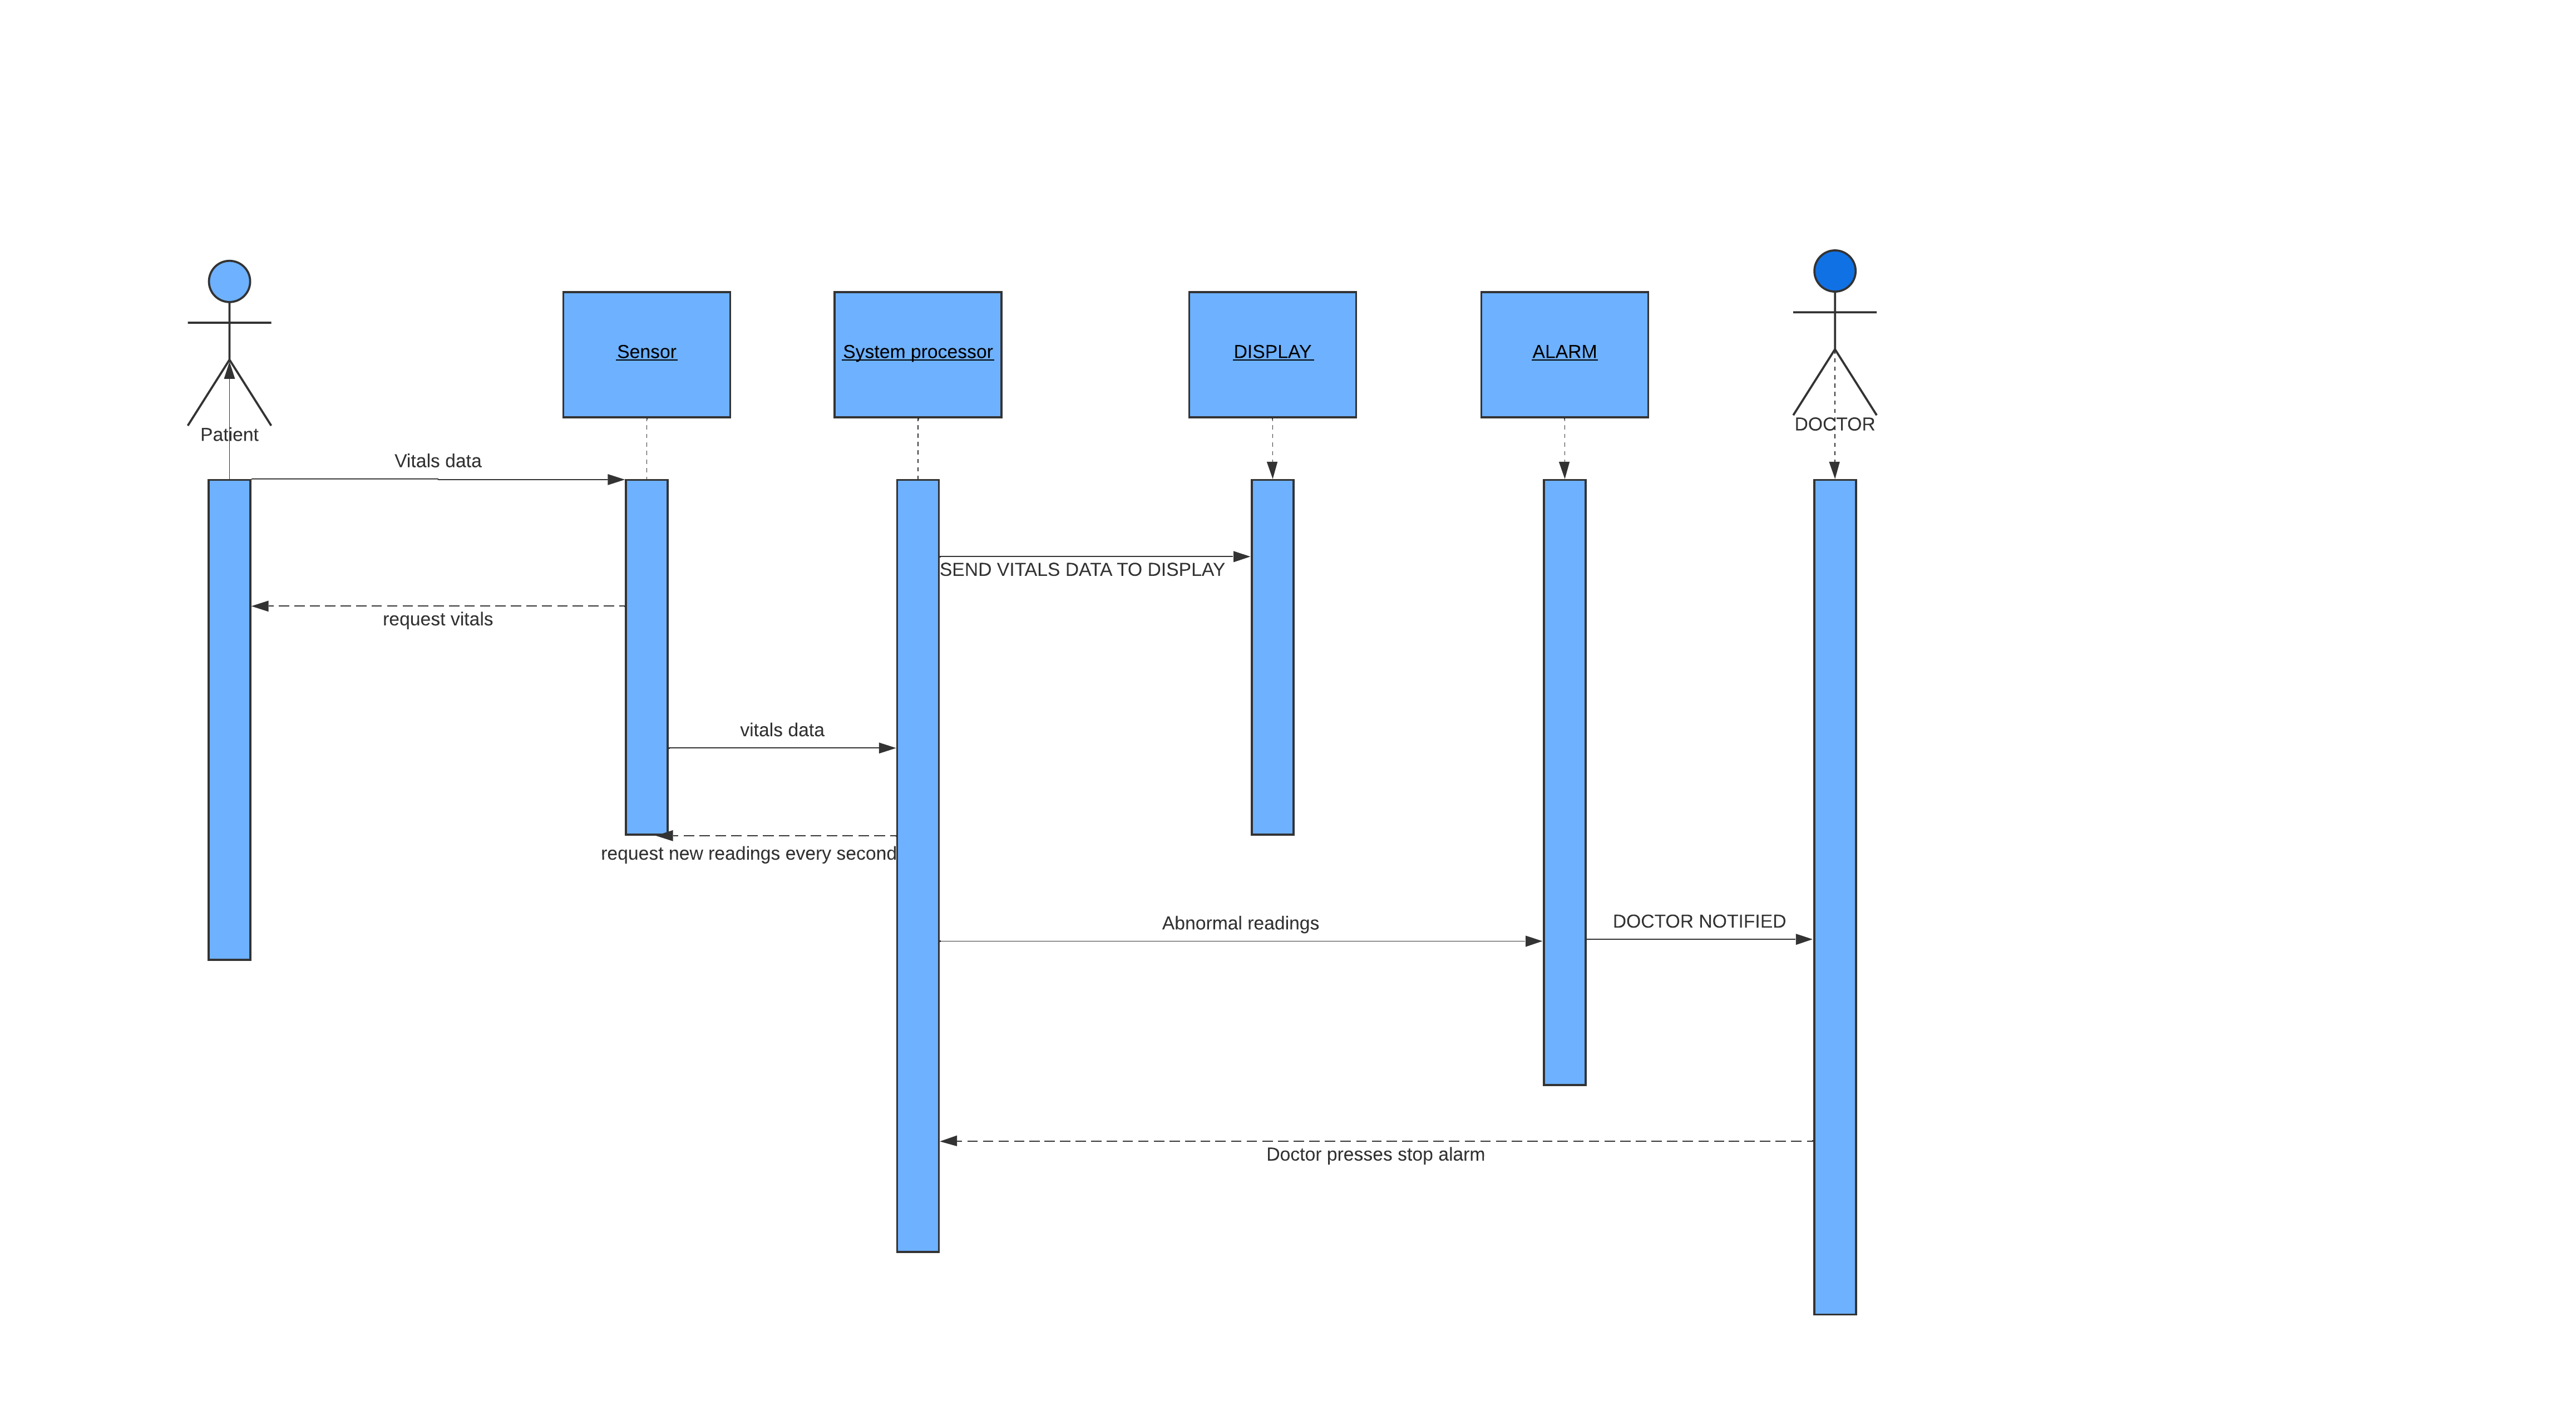 Sensor
System processor
DISPLAY
ALARM
DOCTOR
Patient
Vitals data
SEND VITALS DATA TO DISPLAY
request vitals
vitals data
request new readings every second
Abnormal readings
DOCTOR NOTIFIED
Doctor presses stop alarm